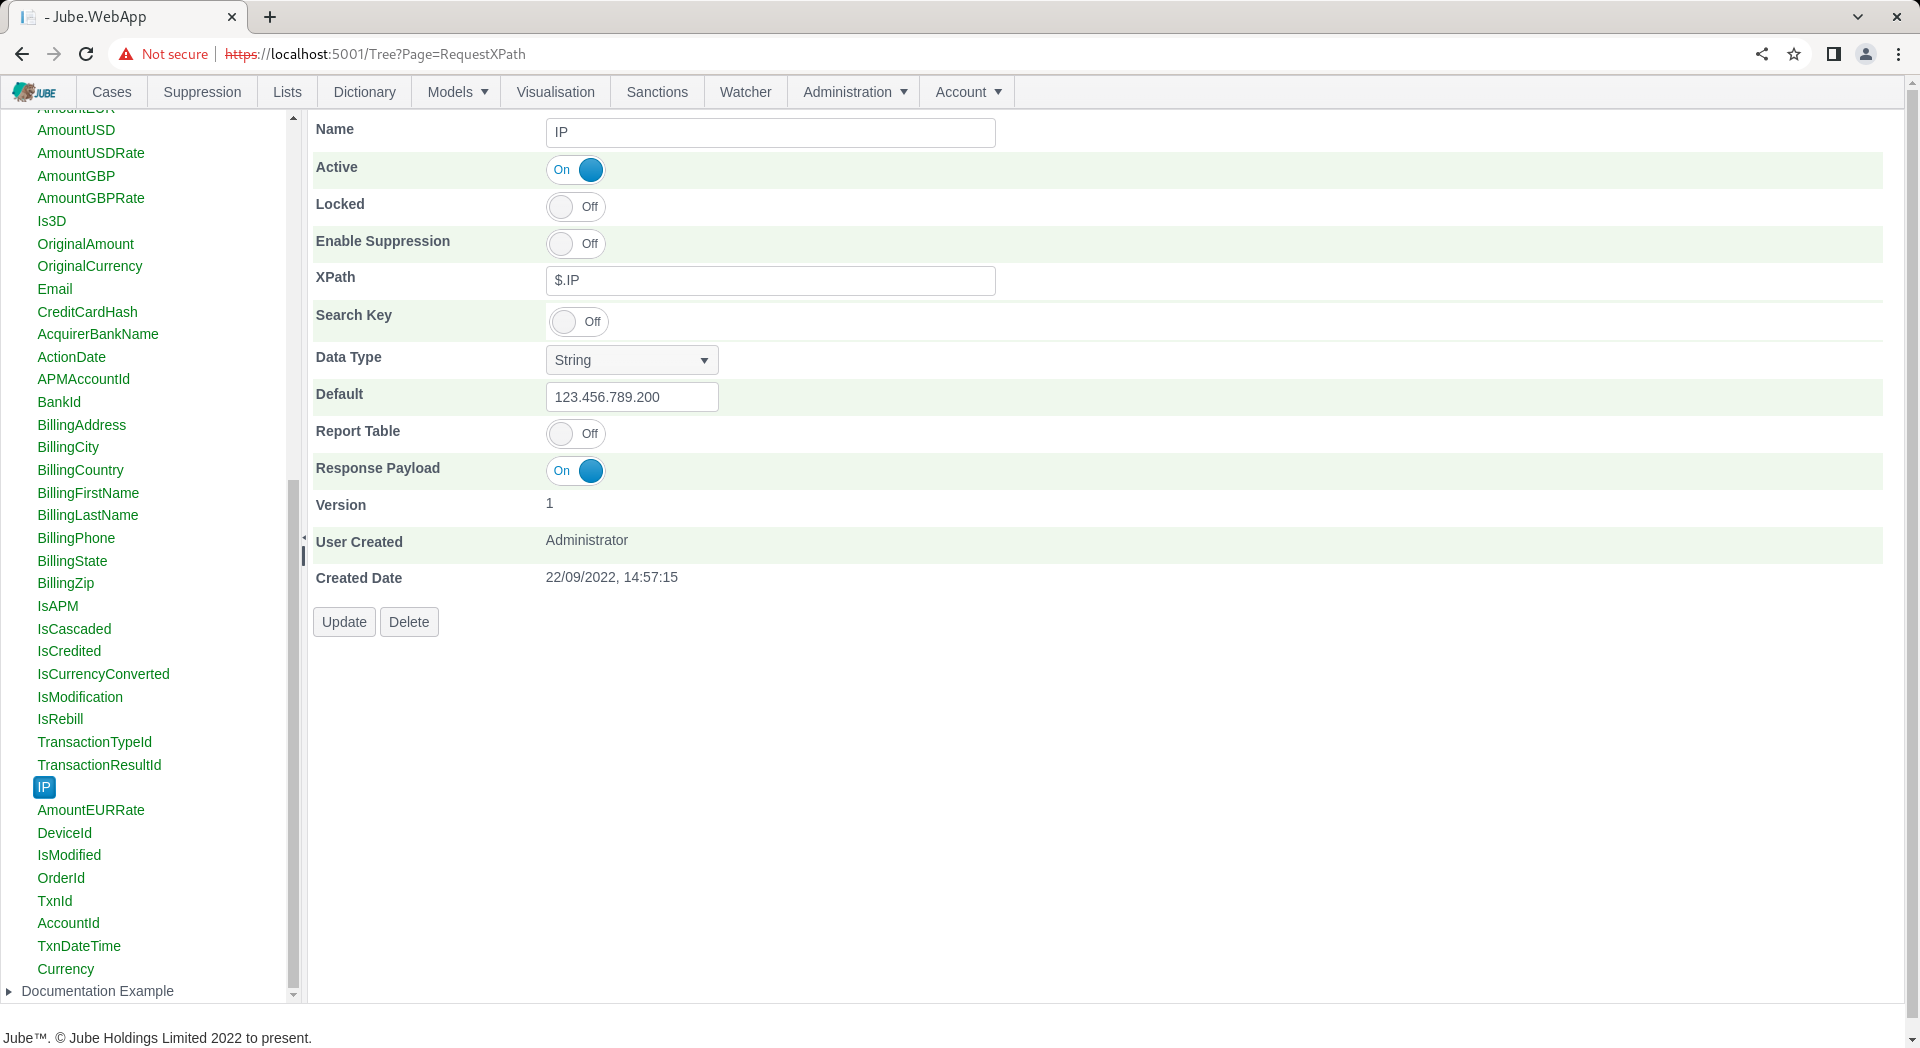 - Jube.WebApp
Not secure https://localhost:5001/Tree?Page=RequestXPath
JUBE Cases Suppression Lists Dictionary Models Visualisation Sanctions Watcher Administration Account
AmountEUR
AmountUSD
AmountUSDRate
AmountGBP
AmountGBPRate
Is3D
OriginalAmount
OriginalCurrency
Email
CreditCardHash
AcquirerBankName
ActionDate
APMAccountId
BankId
BillingAddress
BillingCity
BillingCountry
BillingFirstName
BillingLastName
BillingPhone
BillingState
BillingZip
IsAPM
IsCascaded
IsCredited
IsCurrencyConverted
IsModification
IsRebill
TransactionTypeId
TransactionResultId
IP
AmountEURRate
DeviceId
IsModified
OrderId
TxnId
AccountId
TxnDateTime
Currency
Documentation Example
Name IP
Active On
Locked Off
Enable Suppression Off
XPath $.IP
Search Key Off
Data Type String
Default 123.456.789.200
Report Table Off
Response Payload On
Version 1
User Created Administrator
Created Date 22/09/2022, 14:57:15
Update Delete
Jube™. © Jube Holdings Limited 2022 to present.